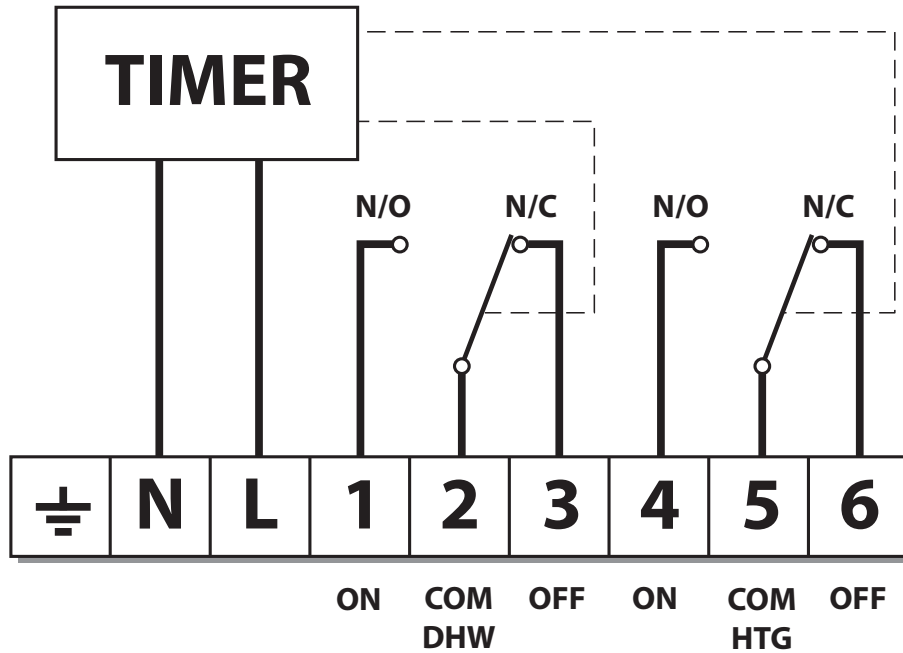 TIMER
N/O N/C N/O N/C
N L 1 2 3 4 5 6
ON COM OFF ON COM OFF
DHW HTG